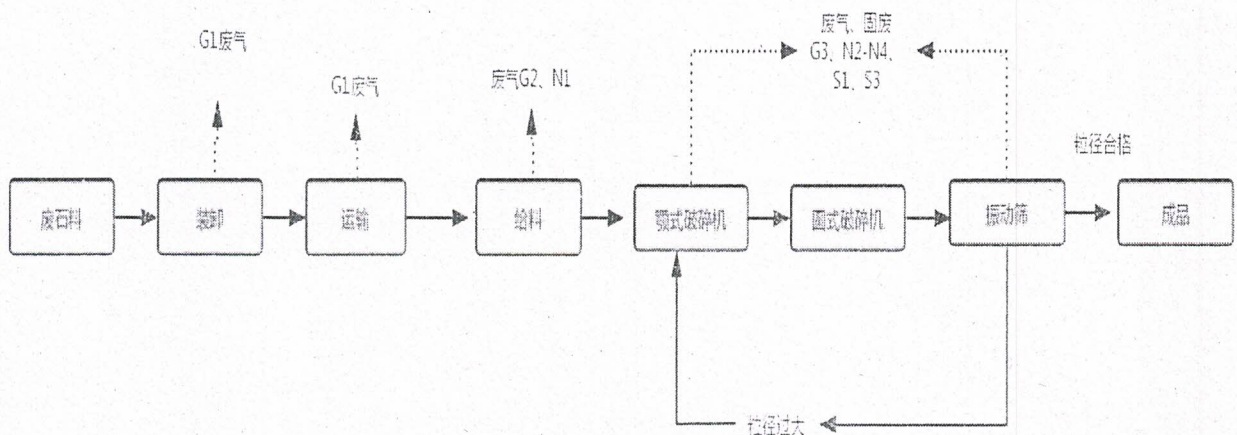 G1废气
G1废气
废气G2、N1
废气、固废
G3、N2-N4、
S1、S3
粒径合格
废石料
装卸
运输
给料
颚式破碎机
圆式破碎机
振动筛
成品
粒径过大